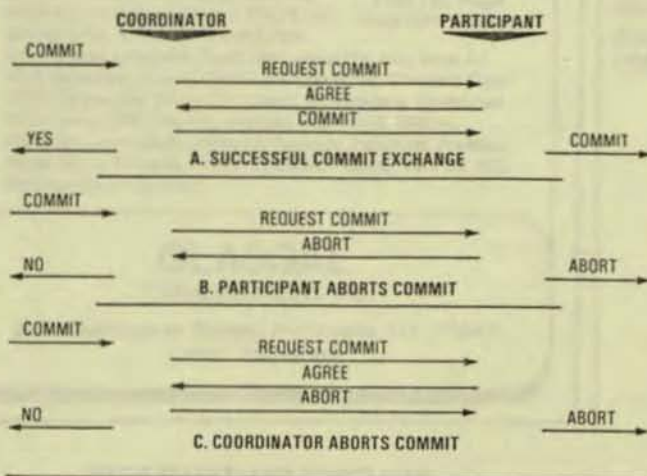 COORDINATOR PARTICIPANT
COMMIT
REQUEST COMMIT
AGREE
COMMIT
YES COMMIT
A. SUCCESSFUL COMMIT EXCHANGE
COMMIT
REQUEST COMMIT
ABORT
NO ABORT
B. PARTICIPANT ABORTS COMMIT
COMMIT
REQUEST COMMIT
AGREE
ABORT
NO ABORT
C. COORDINATOR ABORTS COMMIT